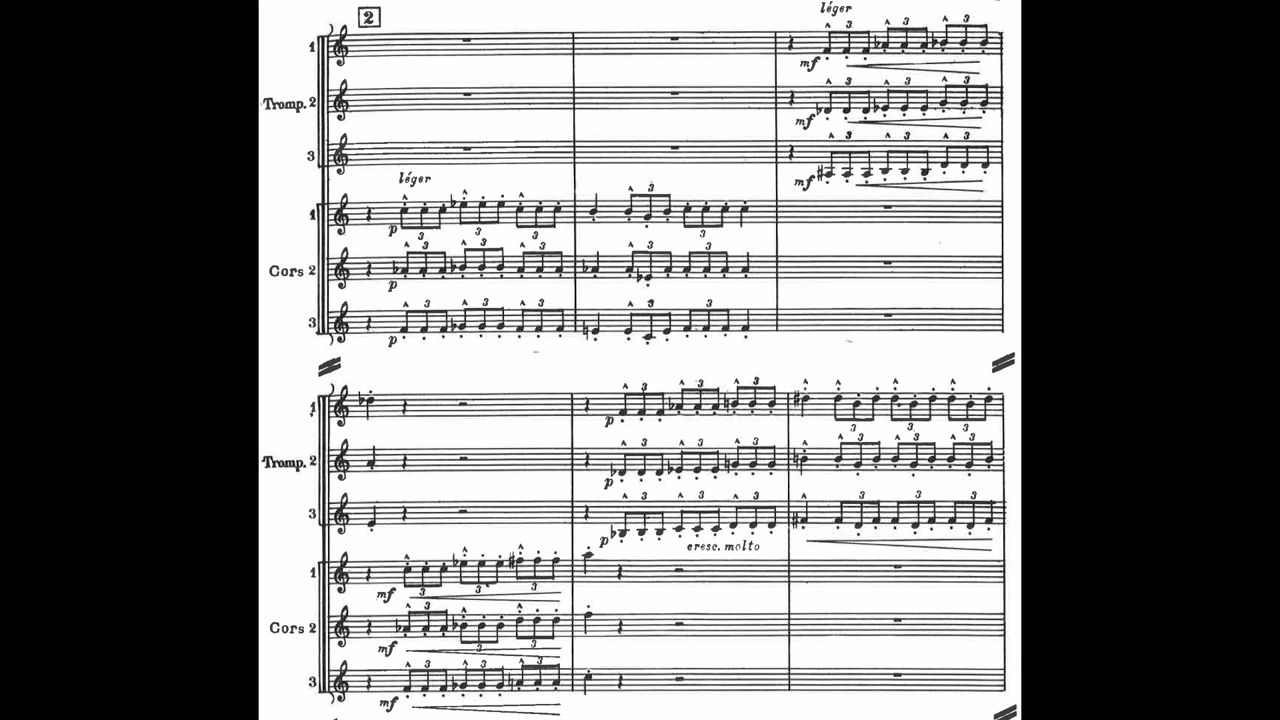 2
léger
1
mf
Tromp. 2
mf
3
mf
léger
1
p
Cors 2
p
3
p
1
p
Tromp. 2
p
3
p cresc. molto
1
mf
Cors 2
mf
3
mf